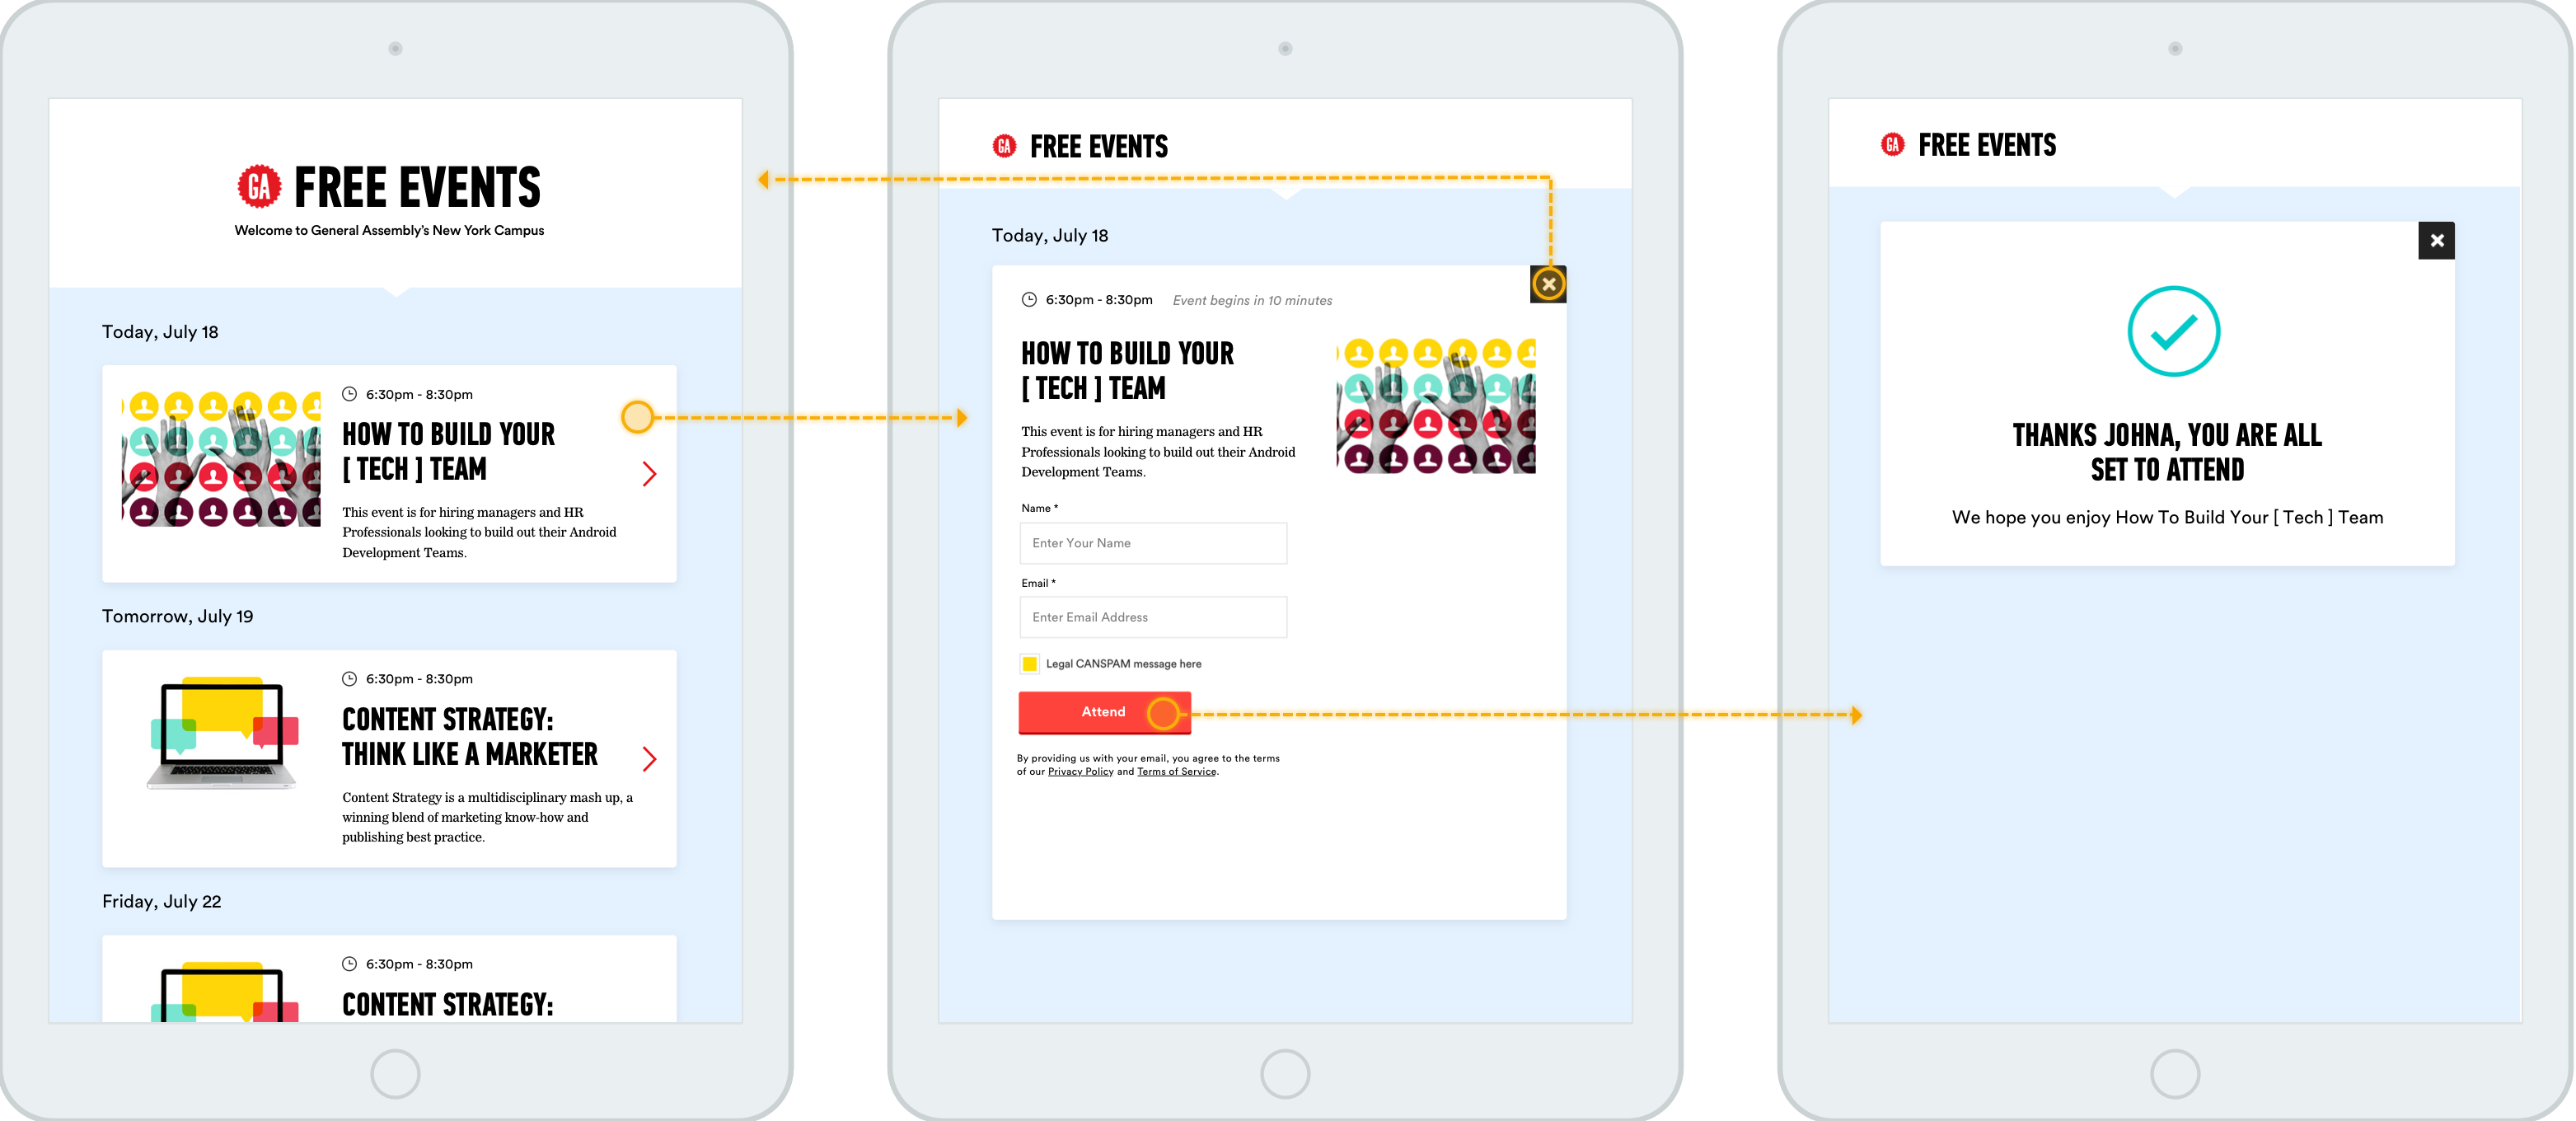 GA FREE EVENTS
Welcome to General Assembly's New York Campus
Today, July 18
6:30pm - 8:30pm
HOW TO BUILD YOUR
[ TECH ] TEAM
This event is for hiring managers and HR
Professionals looking to build out their Android
Development Teams.
Tomorrow, July 19
6:30pm - 8:30pm
CONTENT STRATEGY:
THINK LIKE A MARKETER
Content Strategy is a multidisciplinary mash up, a
winning blend of marketing know-how and
publishing best practice.
Friday, July 22
6:30pm - 8:30pm
CONTENT STRATEGY:
GA FREE EVENTS
Today, July 18
6:30pm - 8:30pm Event begins in 10 minutes
HOW TO BUILD YOUR
[ TECH ] TEAM
This event is for hiring managers and HR
Professionals looking to build out their Android
Development Teams.
Name *
Enter Your Name
Email *
Enter Email Address
Legal CANSPAM message here
Attend
By providing us with your email, you agree to the terms
of our Privacy Policy and Terms of Service.
GA FREE EVENTS
THANKS JOHNA, YOU ARE ALL
SET TO ATTEND
We hope you enjoy How To Build Your [ Tech ] Team